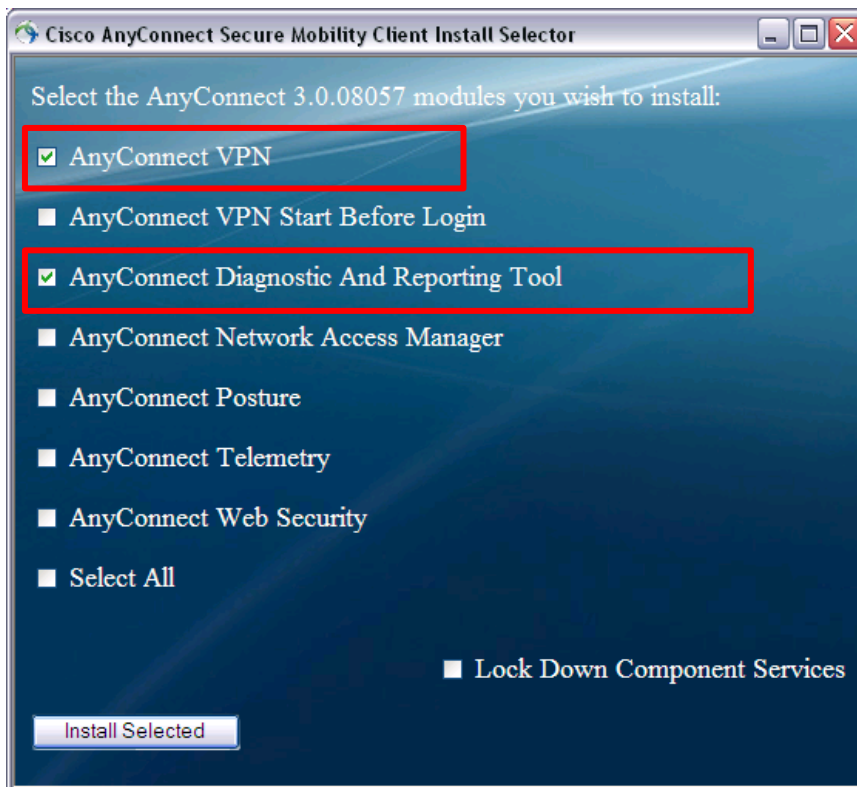 Cisco AnyConnect Secure Mobility Client Install Selector
Select the AnyConnect 3.0.08057 modules you wish to install:
AnyConnect VPN
AnyConnect VPN Start Before Login
AnyConnect Diagnostic And Reporting Tool
AnyConnect Network Access Manager
AnyConnect Posture
AnyConnect Telemetry
AnyConnect Web Security
Select All
Lock Down Component Services
Install Selected